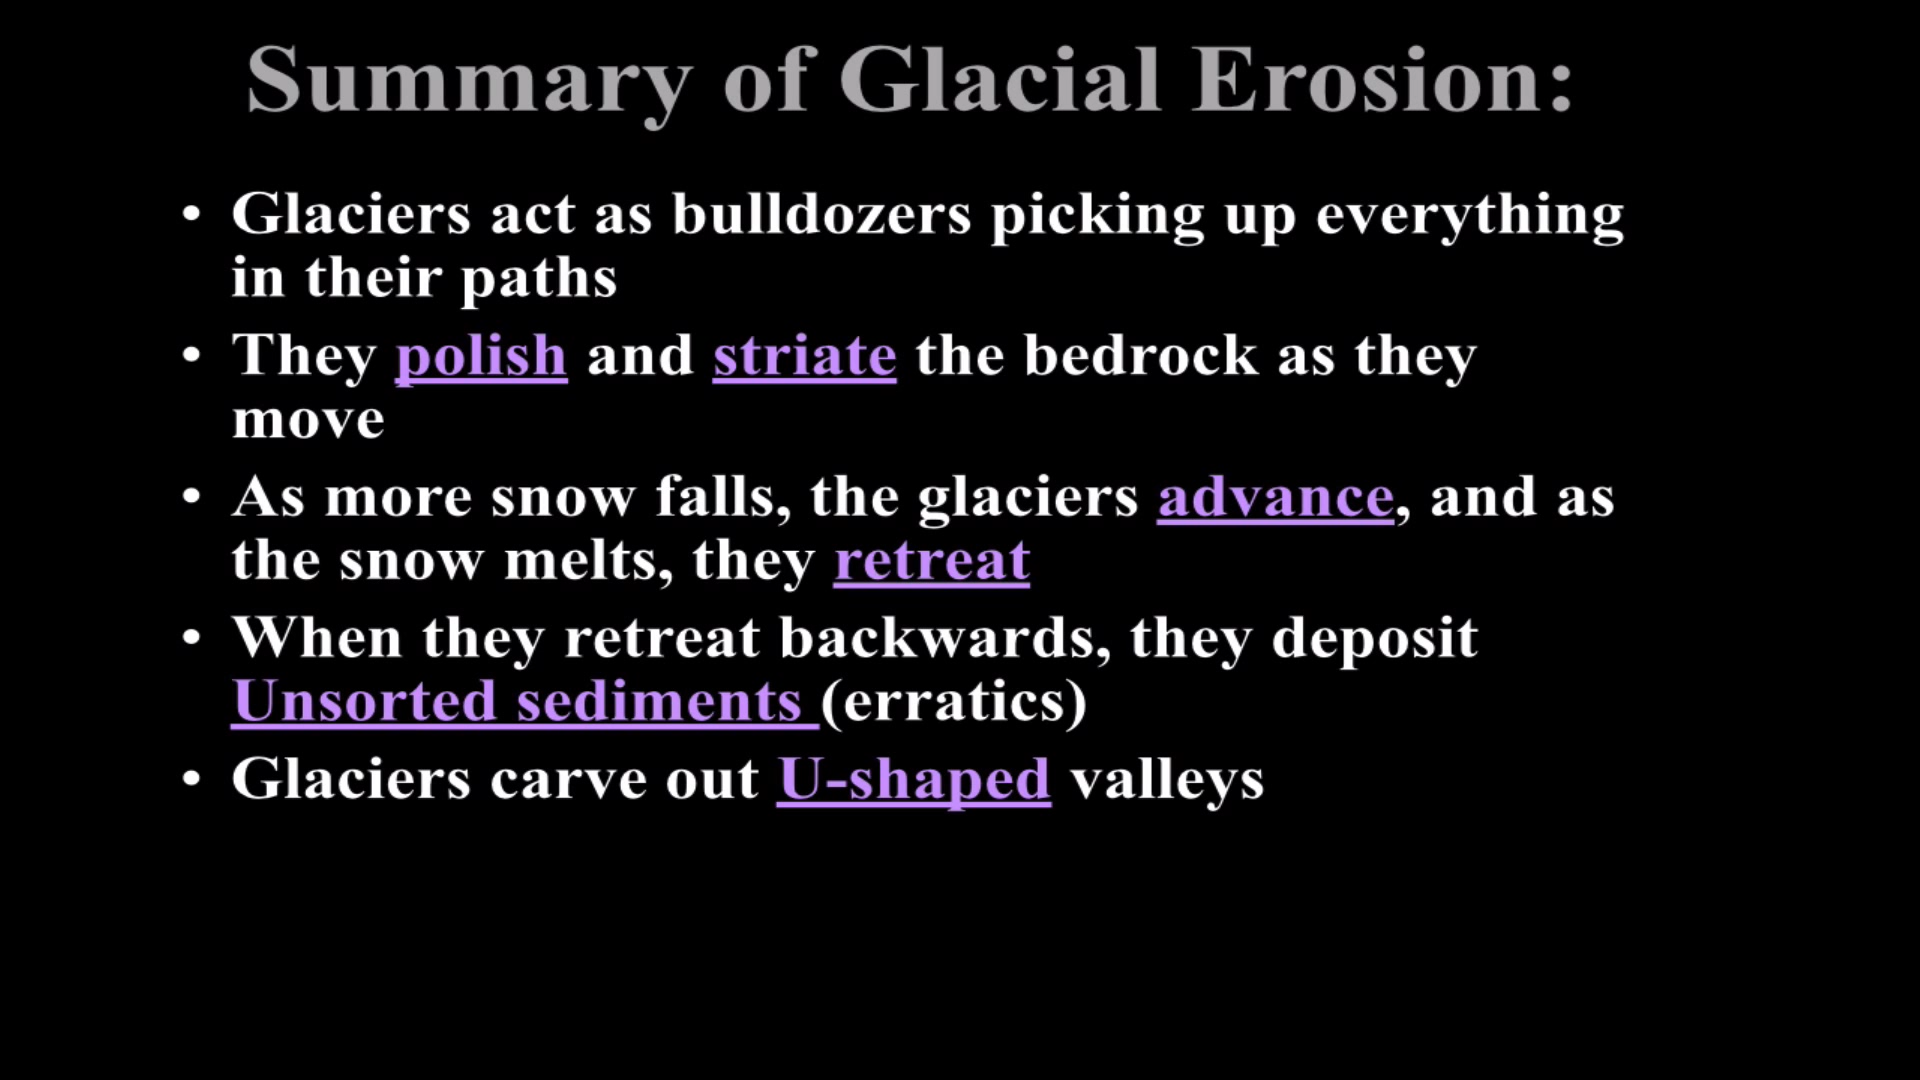 Summary of Glacial Erosion:
• Glaciers act as bulldozers picking up everything
in their paths
• They polish and striate the bedrock as they
move
• As more snow falls, the glaciers advance, and as
the snow melts, they retreat
• When they retreat backwards, they deposit
Unsorted sediments (erratics)
• Glaciers carve out U-shaped valleys